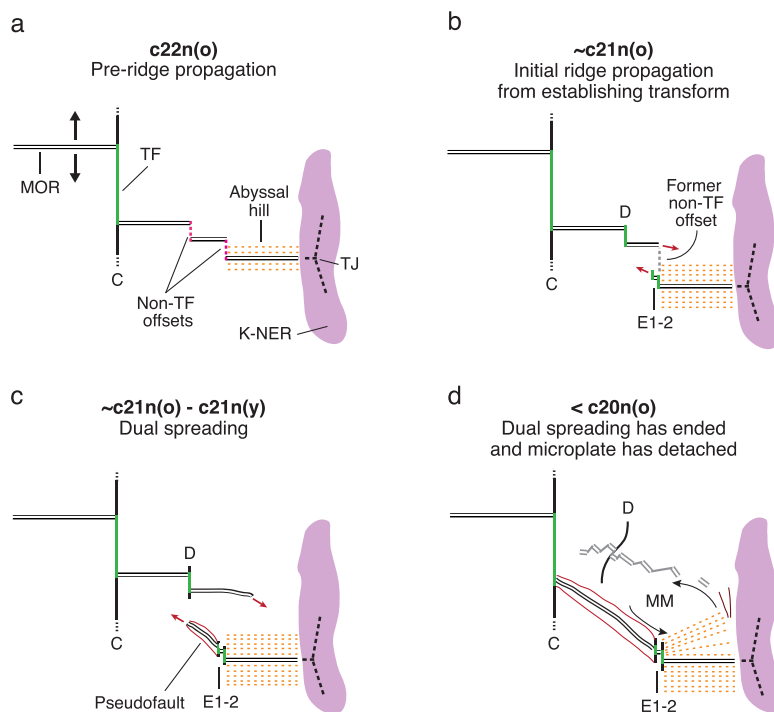 a
c22n(o)
Pre-ridge propagation
MOR
TF
C
Non-TF
offsets
Abyssal
hill
TJ
K-NER
b
~c21n(o)
Initial ridge propagation
from establishing transform
Former
non-TF
offset
D
C
E1-2
c
~c21n(o) - c21n(y)
Dual spreading
D
C
Pseudofault
E1-2
d
< c20n(o)
Dual spreading has ended
and microplate has detached
D
MM
C
E1-2